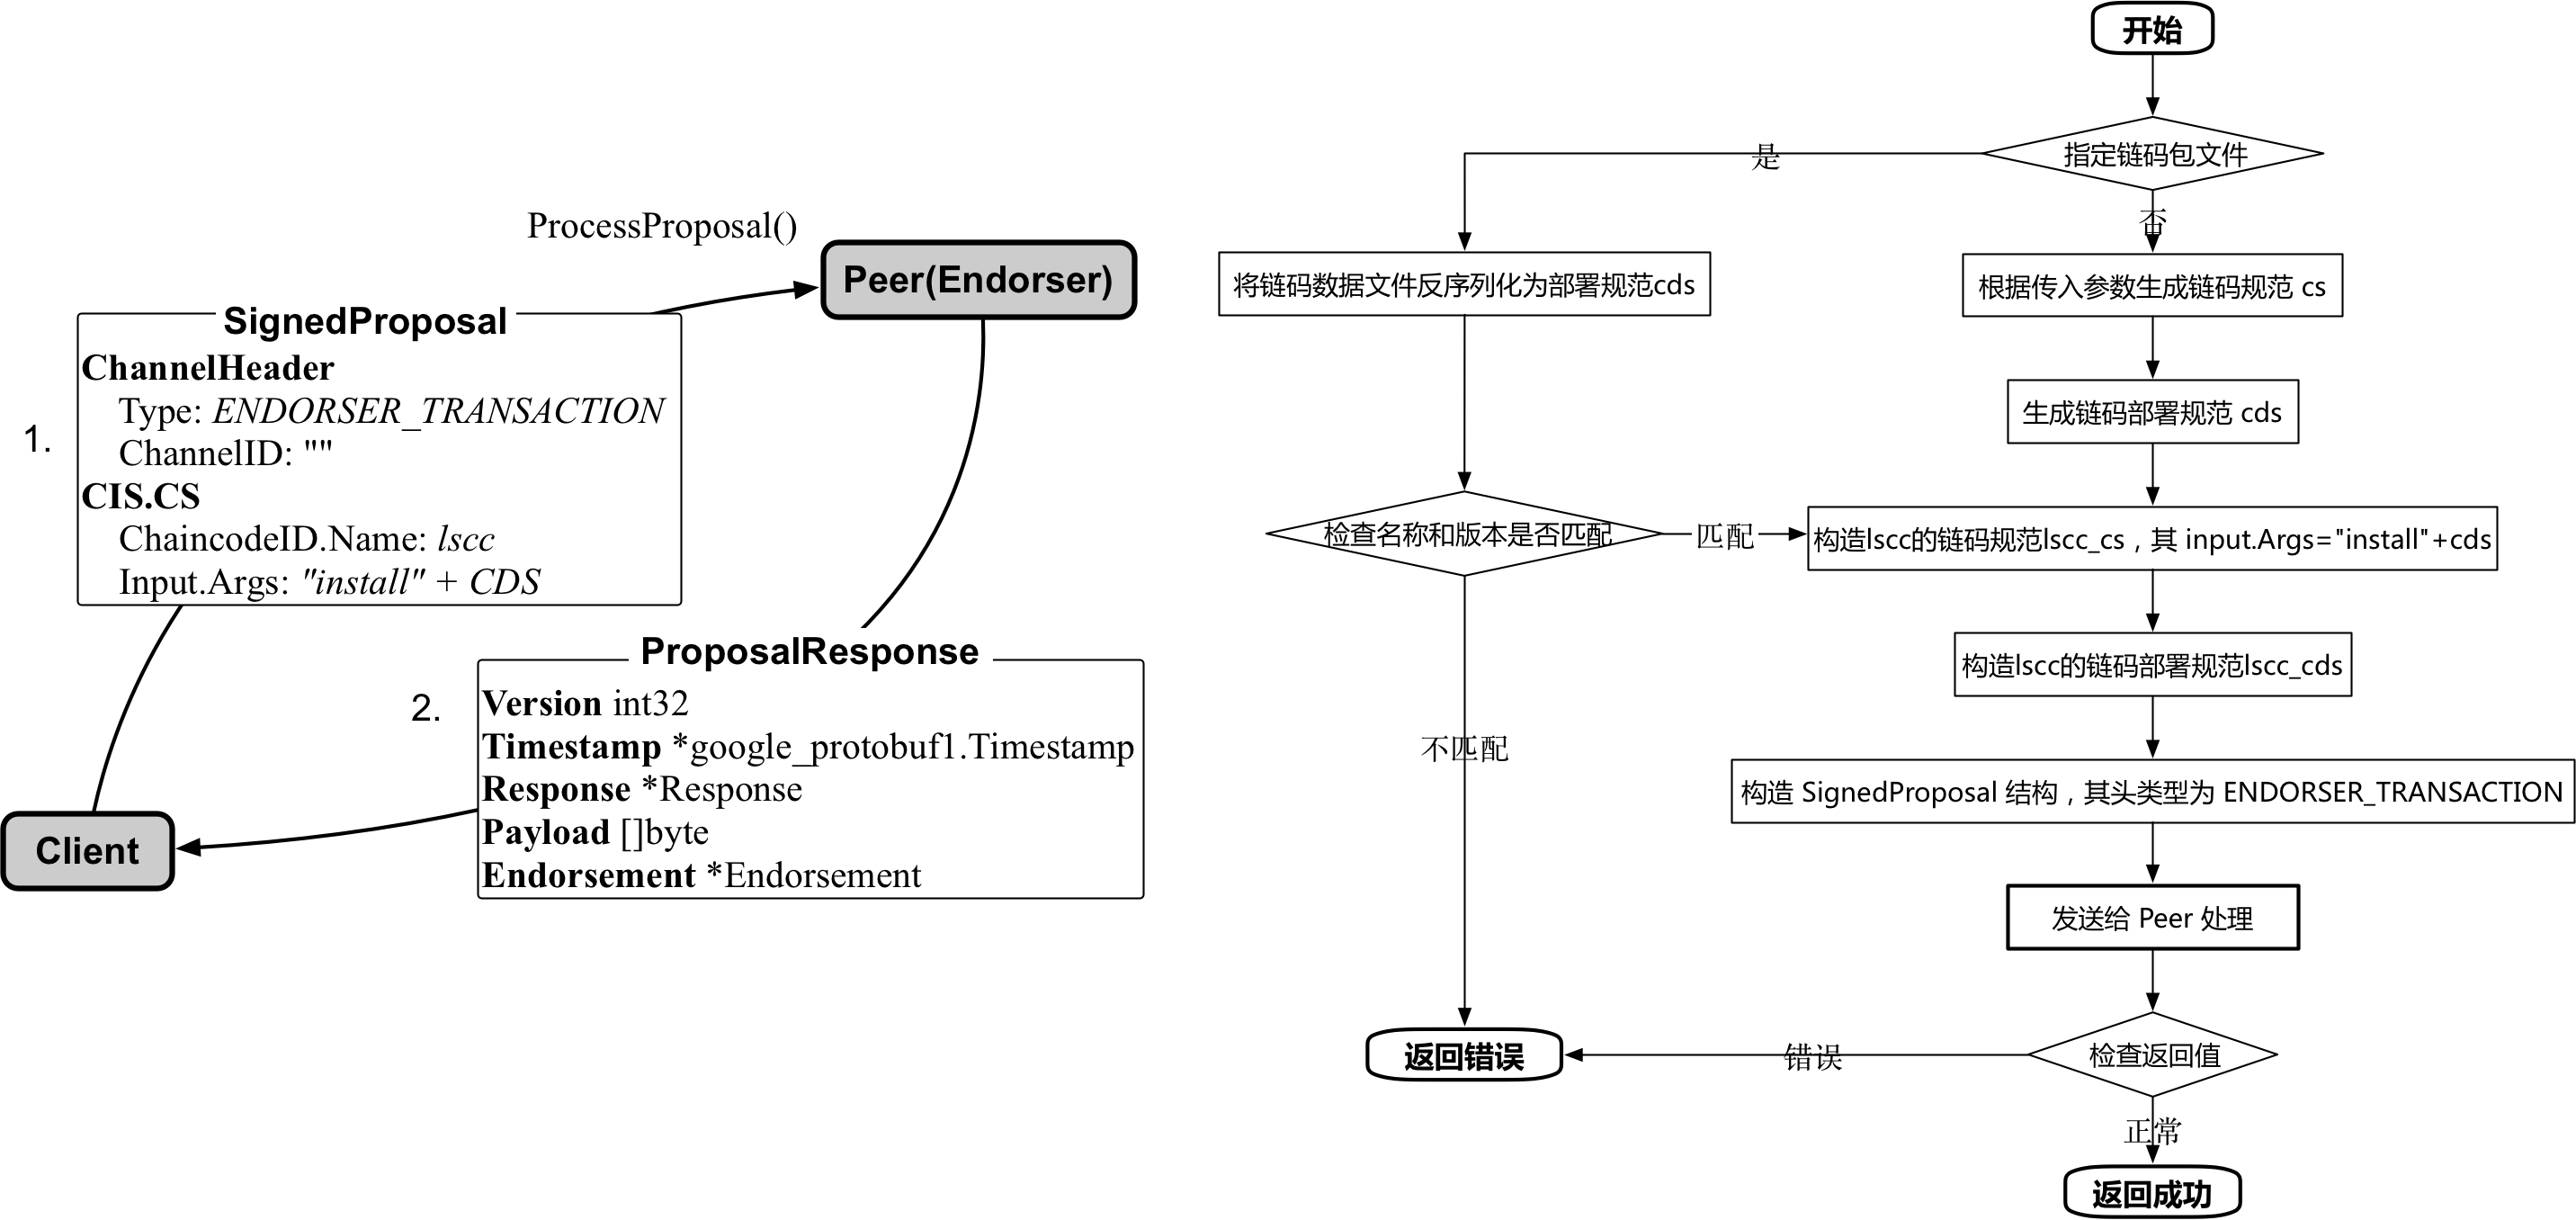 ProcessProposal()
Peer(Endorser)
1.
SignedProposal
ChannelHeader
Type: ENDORSER_TRANSACTION
ChannelID: ""
CIS.CS
ChaincodeID.Name: lscc
Input.Args: "install" + CDS
2.
ProposalResponse
Version int32
Timestamp *google_protobuf1.Timestamp
Response *Response
Payload []byte
Endorsement *Endorsement
Client
开始
指定链码包文件
是
否
将链码数据文件反序列化为部署规范cds
根据传入参数生成链码规范 cs
生成链码部署规范 cds
检查名称和版本是否匹配
匹配
构造lscc的链码规范lscc_cs，其 input.Args="install"+cds
构造lscc的链码部署规范lscc_cds
不匹配
构造 SignedProposal 结构，其头类型为 ENDORSER_TRANSACTION
发送给 Peer 处理
返回错误
错误
检查返回值
正常
返回成功